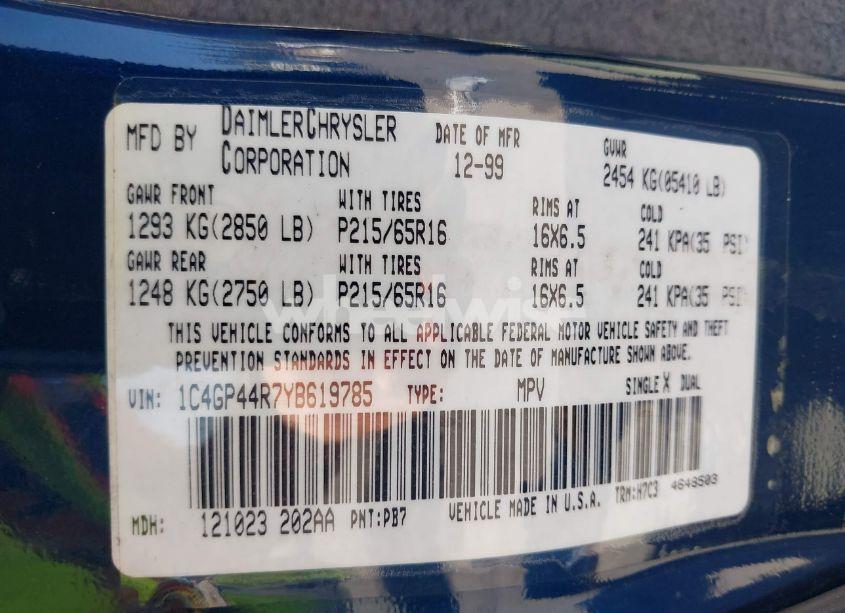 MFD BY DAIMLERCHRYSLER CORPORATION DATE OF MFR 12-99 GVWR 2454 KG(05410 LB)
GAWR FRONT WITH TIRES RIMS AT COLD
1293 KG(2850 LB) P215/65R16 16X6.5 241 KPA(35 PSI)
GAWR REAR WITH TIRES RIMS AT COLD
1248 KG(2750 LB) P215/65R16 16X6.5 241 KPA(35 PSI)
wheelwise
THIS VEHICLE CONFORMS TO ALL APPLICABLE FEDERAL MOTOR VEHICLE SAFETY AND THEFT
PREVENTION STANDARDS IN EFFECT ON THE DATE OF MANUFACTURE SHOWN ABOVE.
VIN: 1C4GP44R7YB619785 TYPE: MPV SINGLE X DUAL
MDH: 121023 202AA PNT:PB7 VEHICLE MADE IN U.S.A. TRM:H7C3 4648503